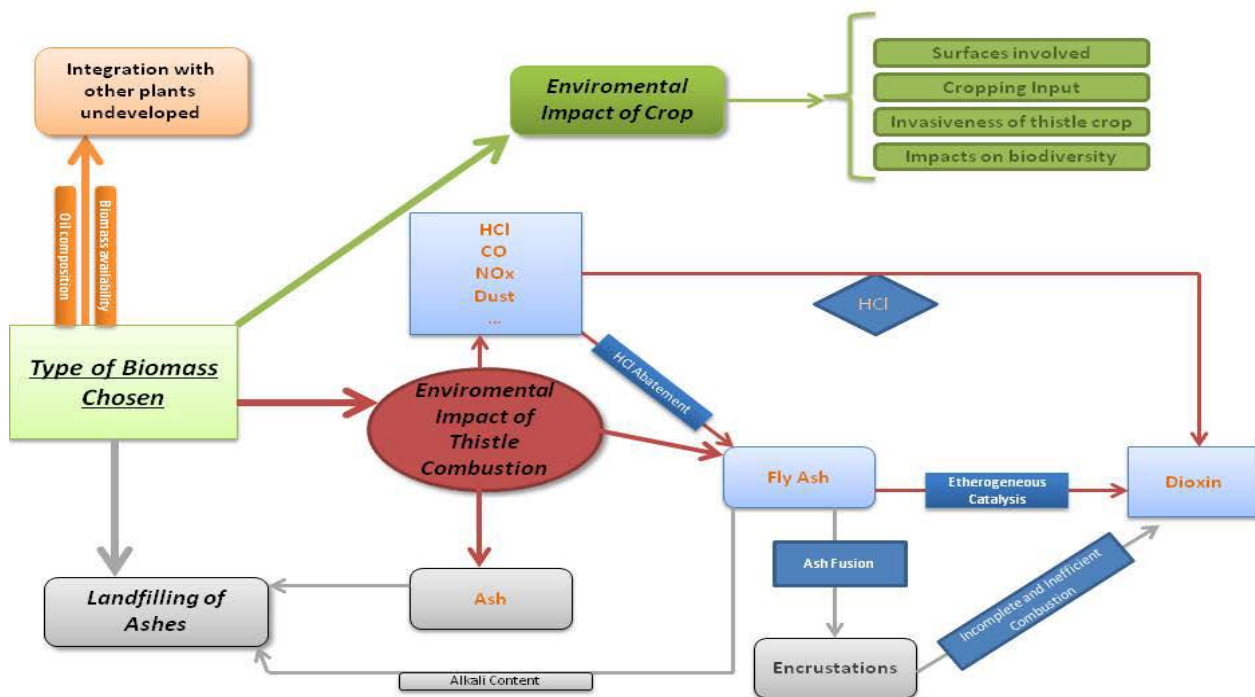 Integration with
other plants
undeveloped
Oil composition
Biomass availability
Enviromental
Impact of Crop
Surfaces involved
Cropping Input
Invasiveness of thistle crop
Impacts on biodiversity
HCl
CO
NOx
Dust
...
HCl
HCl Abatement
Type of Biomass
Chosen
Enviromental
Impact of
Thistle
Combustion
Fly Ash
Etherogeneous
Catalysis
Dioxin
Ash Fusion
Landfilling of
Ashes
Ash
Encrustations
Incomplete and Inefficient
Combustion
Alkali Content